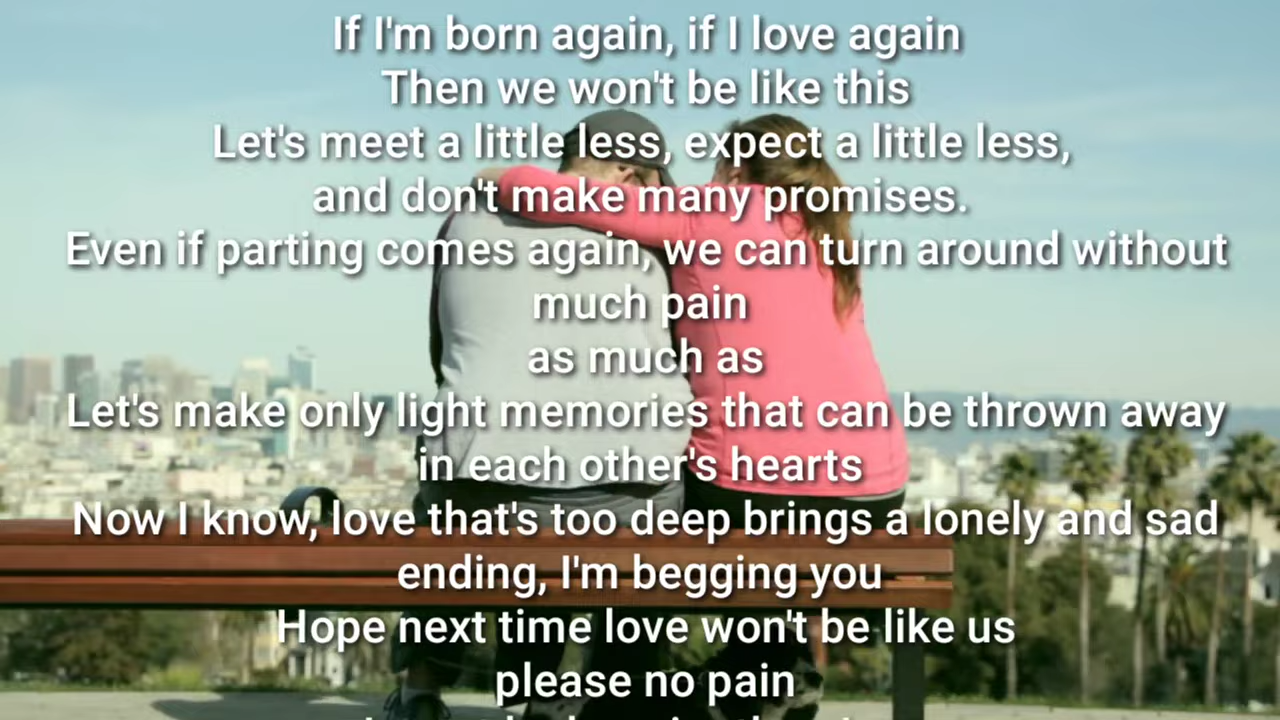 If I'm born again, if I love again
Then we won't be like this
Let's meet a little less, expect a little less,
and don't make many promises.
Even if parting comes again, we can turn around without
much pain
as much as
Let's make only light memories that can be thrown away
in each other's hearts
Now I know, love that's too deep brings a lonely and sad
ending, I'm begging you
Hope next time love won't be like us
please no pain